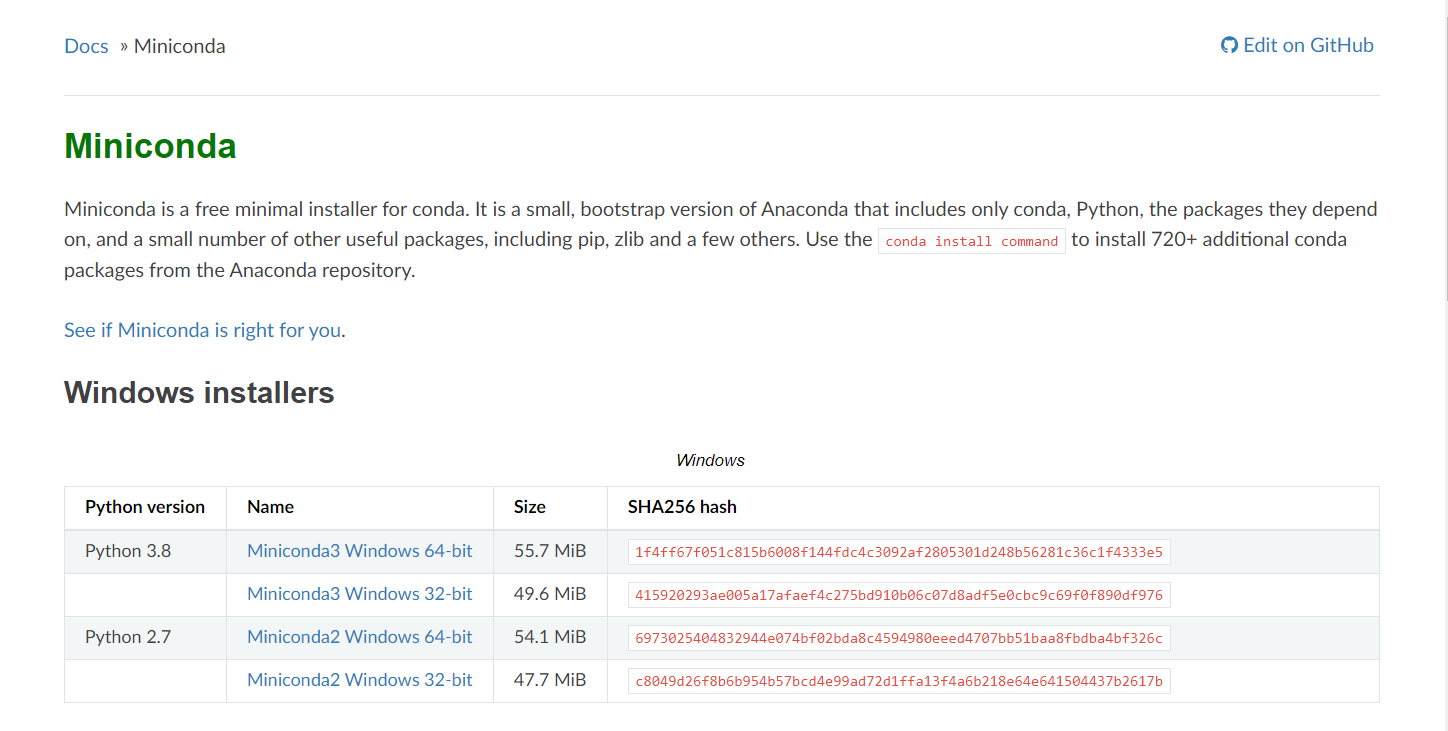 Docs » Miniconda
Edit on GitHub
Miniconda
Miniconda is a free minimal installer for conda. It is a small, bootstrap version of Anaconda that includes only conda, Python, the packages they depend
on, and a small number of other useful packages, including pip, zlib and a few others. Use the conda install command to install 720+ additional conda
packages from the Anaconda repository.
See if Miniconda is right for you.
Windows installers
Windows
Python version Name Size SHA256 hash
Python 3.8 Miniconda3 Windows 64-bit 55.7 MiB 1f4ff67f051c815b6008f144fdc4c3092af2805301d248b56281c36c1f4333e5
Miniconda3 Windows 32-bit 49.6 MiB 415920293ae005a17afaef4c275bd910b06c07d8adf5e0cbc9c69f0f890df976
Python 2.7 Miniconda2 Windows 64-bit 54.1 MiB 6973025404832944e074bf02bda8c4594980eeed4707bb51baa8fbdba4bf326c
Miniconda2 Windows 32-bit 47.7 MiB c8049d26f8b6b954b57bcd4e99ad72d1ffa13f4a6b218e64e641504437b2617b